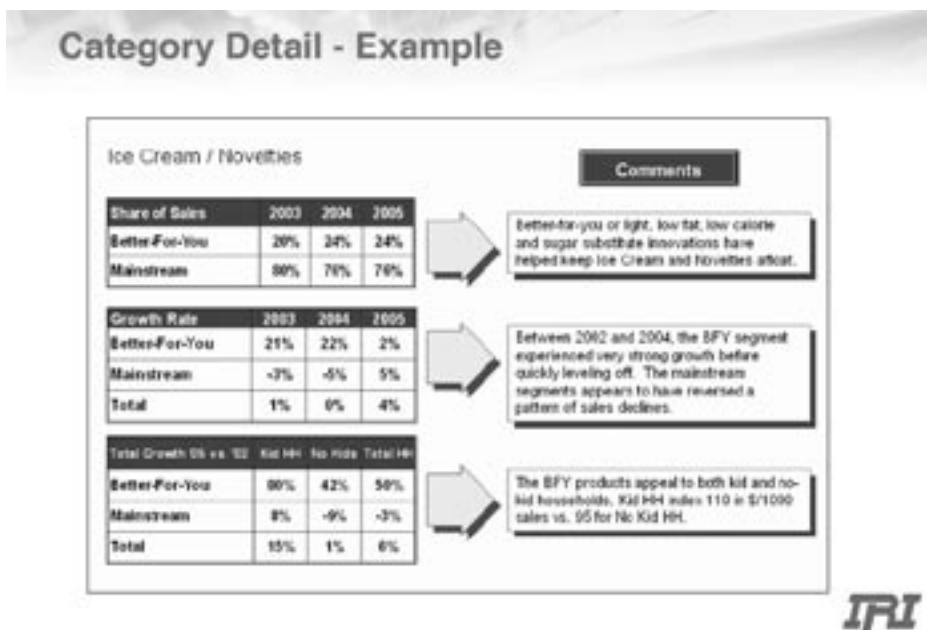 Category Detail - Example
Ice Cream / Novelties
Comments
Share of Sales 2003 2004 2005
Better-For-You 20% 24% 24%
Mainstream 80% 76% 76%
Better-for-you or light, low fat, low calorie
and sugar substitute innovations have
helped keep Ice Cream and Novelties afloat.
Growth Rate 2003 2004 2005
Better-For-You 21% 22% 2%
Mainstream -3% -5% 5%
Total 1% 0% 4%
Between 2002 and 2004, the BFY segment
experienced very strong growth before
quickly leveling off. The mainstream
segments appears to have reversed a
pattern of sales declines.
Total Growth vs. '02 Kid HH No Kids Total HH
Better-For-You 42% 50%
Mainstream 8% -9% -3%
Total 15% 1% 6%
The BFY products appeal to both kid and no-
kid households. Kid HH index 110 in $/1000
sales vs. 95 for No Kid HH.
IRI